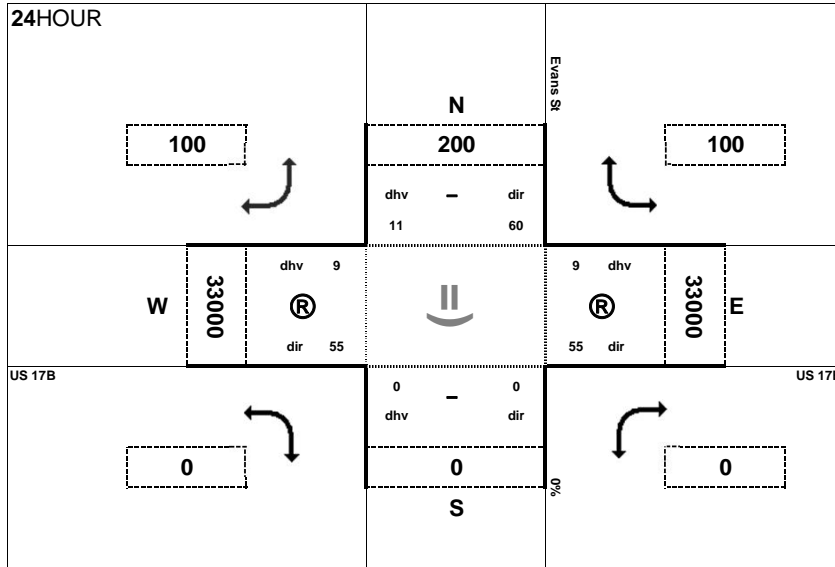 24HOUR
Evans St
N
100
200
100
dhv – dir
11 60
dhv 9
9 dhv
W
33000
®
®
33000
E
dir 55
55 dir
US 17B
US 17
0 – 0
dhv dir
0
0
0
0%
S